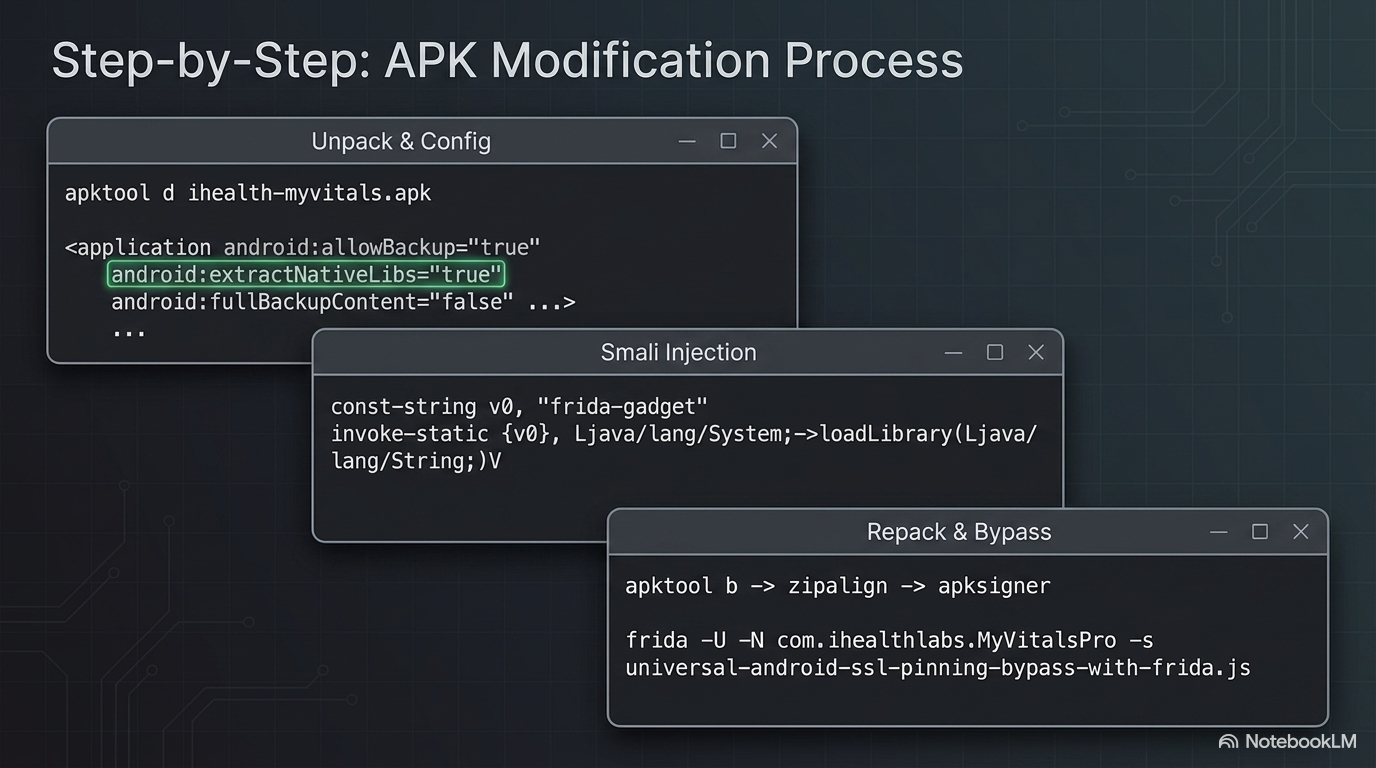 Step-by-Step: APK Modification Process
Unpack & Config
apktool d ihealth-myvitals.apk
<application android:allowBackup="true"
android:extractNativeLibs="true"
android:fullBackupContent="false" ...>
...
Smali Injection
const-string v0, "frida-gadget"
invoke-static {v0}, Ljava/lang/System;->loadLibrary(Ljava/
lang/String;)V
Repack & Bypass
apktool b -> zipalign -> apksigner
frida -U -N com.ihealthlabs.MyVitalsPro -s
universal-android-ssl-pinning-bypass-with-frida.js
NotebookLM